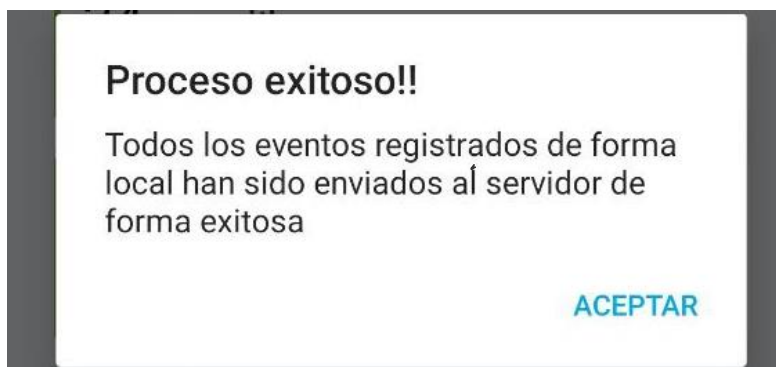 Proceso exitoso!!
Todos los eventos registrados de forma
local han sido enviados al servidor de
forma exitosa
ACEPTAR